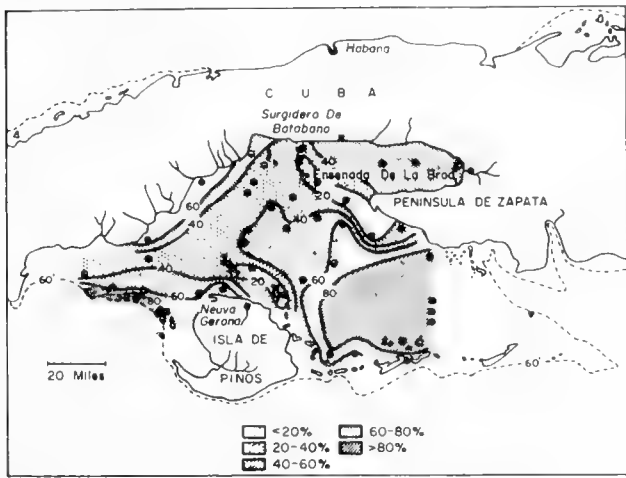 Habana
C U B A
Surgidero De
Batabano
40
Ensenada De La Broa
20
60
40
PENINSULA DE ZAPATA
40
40
20
60
80
60'
60
80
Neuva
Gerona
ISLA DE
PINOS
20 Miles
60'
<20%
60-80%
20-40%
>80%
40-60%